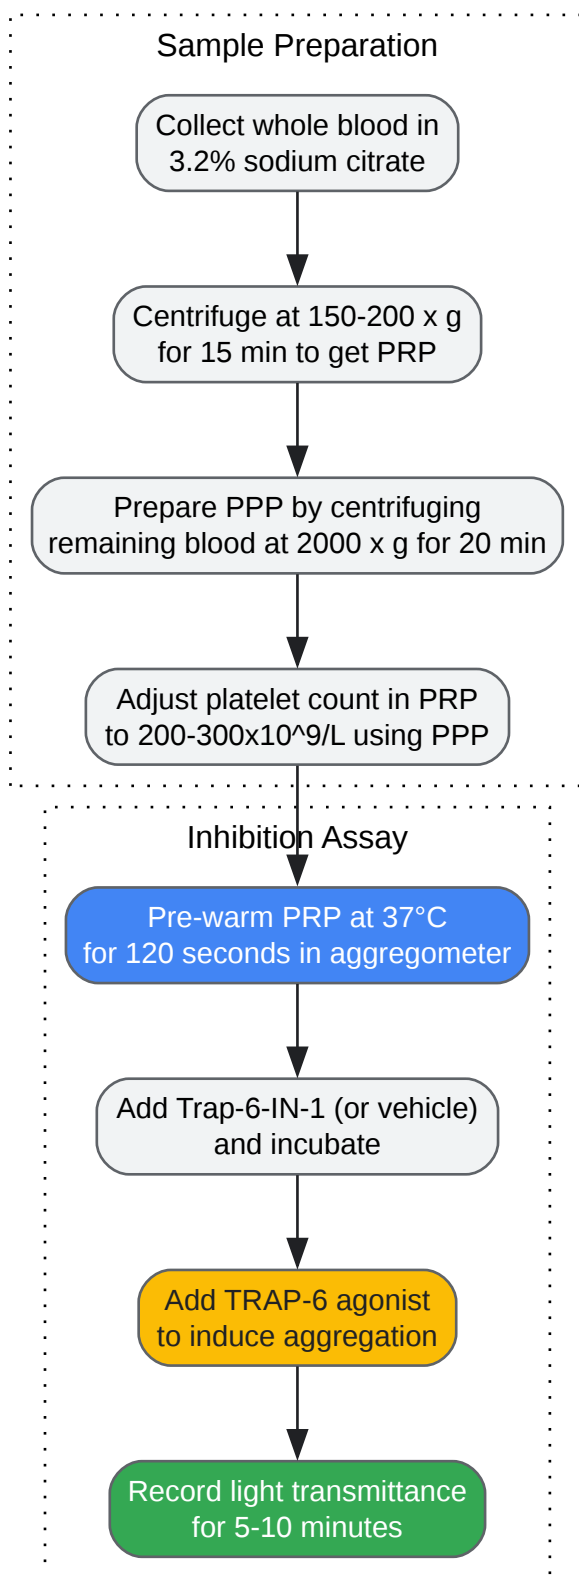 Sample Preparation
Collect whole blood in
3.2% sodium citrate
Centrifuge at 150-200 x g
for 15 min to get PRP
Prepare PPP by centrifuging
remaining blood at 2000 x g for 20 min
Adjust platelet count in PRP
to 200-300x10^9/L using PPP
Inhibition Assay
Pre-warm PRP at 37°C
for 120 seconds in aggregometer
Add Trap-6-IN-1 (or vehicle)
and incubate
Add TRAP-6 agonist
to induce aggregation
Record light transmittance
for 5-10 minutes